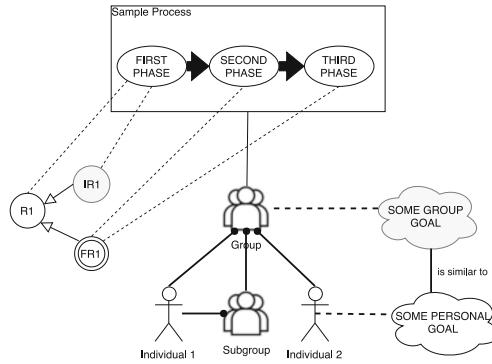 Sample Process
FIRST
PHASE
SECOND
PHASE
THIRD
PHASE
IR1
R1
FR1
Group
SOME GROUP
GOAL
is similar to
SOME PERSONAL
GOAL
Individual 1
Subgroup
Individual 2